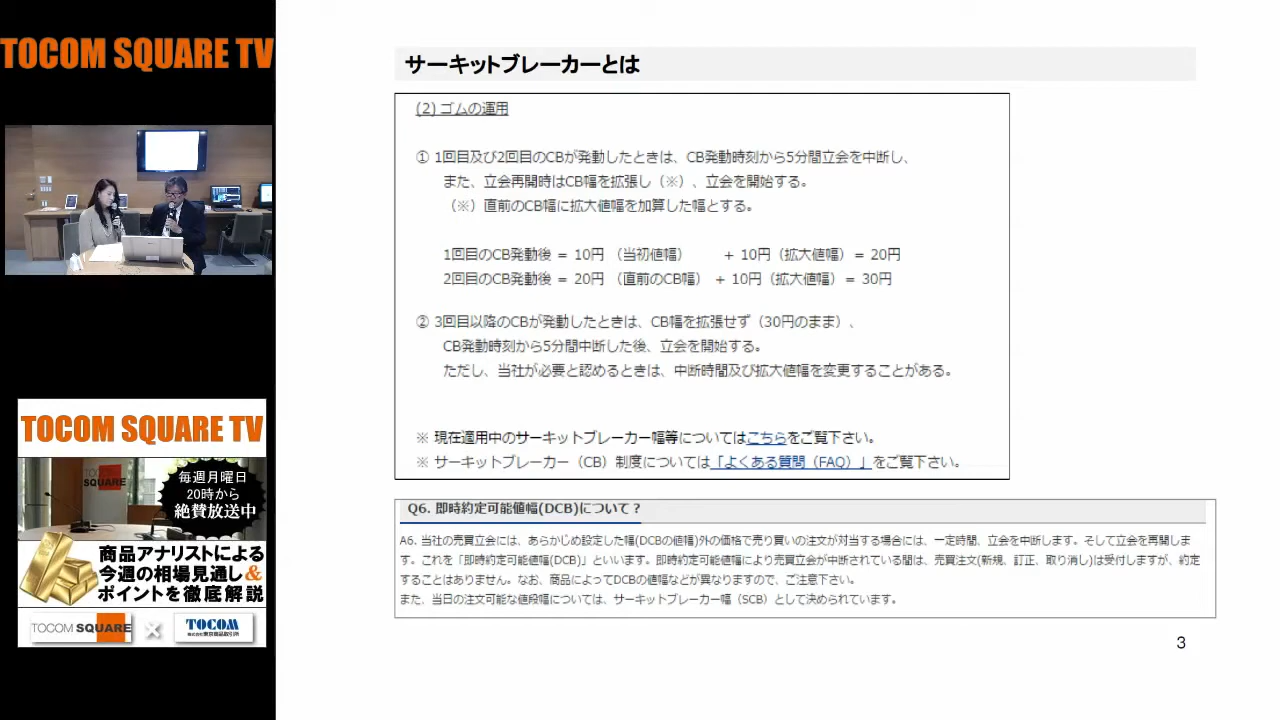 TOCOM SQUARE TV
サーキットブレーカーとは
(2) ゴムの運用
① 1回目及び2回目のCBが発動したときは、CB発動時刻から5分間立会を中断し、
また、立会再開時はCB幅を拡張し（※）、立会を開始する。
（※）直前のCB幅に拡大値幅を加算した幅とする。
1回目のCB発動後 = 10円 （当初値幅） + 10円（拡大値幅）= 20円
2回目のCB発動後 = 20円 （直前のCB幅） + 10円（拡大値幅）= 30円
② 3回目以降のCBが発動したときは、CB幅を拡張せず（30円のまま）、
CB発動時刻から5分間中断した後、立会を開始する。
ただし、当社が必要と認めるときは、中断時間及び拡大値幅を変更することがある。
※ 現在適用中のサーキットブレーカー幅等についてはこちらをご覧下さい。
※ サーキットブレーカー（CB）制度については「よくある質問（FAQ）」をご覧下さい。
Q6. 即時約定可能値幅(DCB)について？
A6. 当社の売買立会には、あらかじめ設定した幅(DCBの値幅)外の価格で売り買いの注文が対当する場合には、一定時間、立会を中断します。そして立会を再開しま
す。これを「即時約定可能値幅(DCB)」といいます。即時約定可能値幅により売買立会が中断されている間は、売買注文(新規、訂正、取り消し)は受付しますが、約定
することはありません。なお、商品によってDCBの値幅などが異なりますので、ご注意下さい。
また、当日の注文可能な値段幅については、サーキットブレーカー幅（SCB）として決められています。
3
TOCOM SQUARE TV
TOCOM
SQUARE
毎週月曜日
20時から
絶賛放送中
商品アナリストによる
今週の相場見通し&
ポイントを徹底解説
TOCOM SQUARE × TOCOM
株式会社東京商品取引所